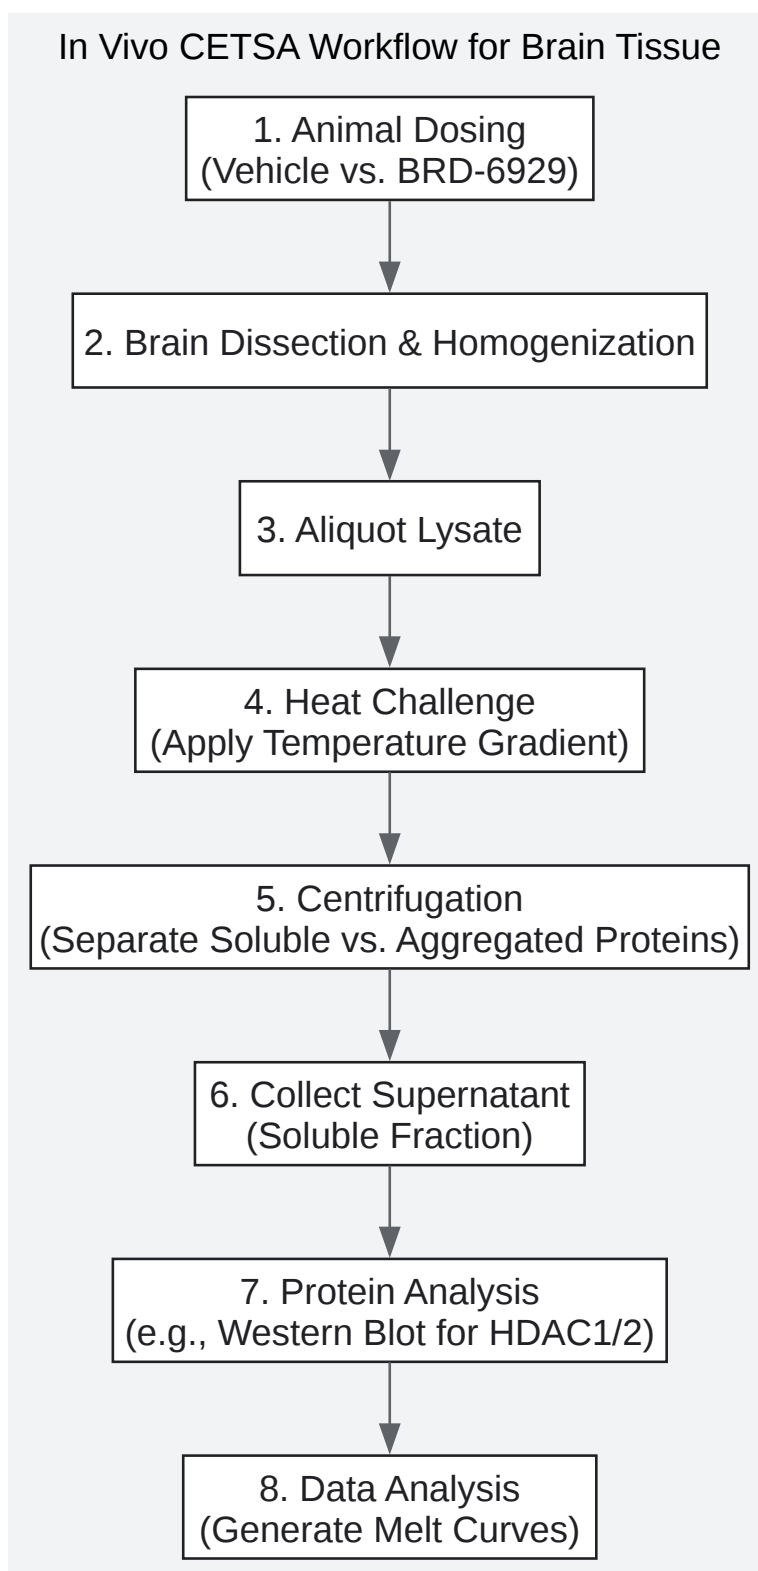 In Vivo CETSA Workflow for Brain Tissue
1. Animal Dosing
(Vehicle vs. BRD-6929)
2. Brain Dissection & Homogenization
3. Aliquot Lysate
4. Heat Challenge
(Apply Temperature Gradient)
5. Centrifugation
(Separate Soluble vs. Aggregated Proteins)
6. Collect Supernatant
(Soluble Fraction)
7. Protein Analysis
(e.g., Western Blot for HDAC1/2)
8. Data Analysis
(Generate Melt Curves)